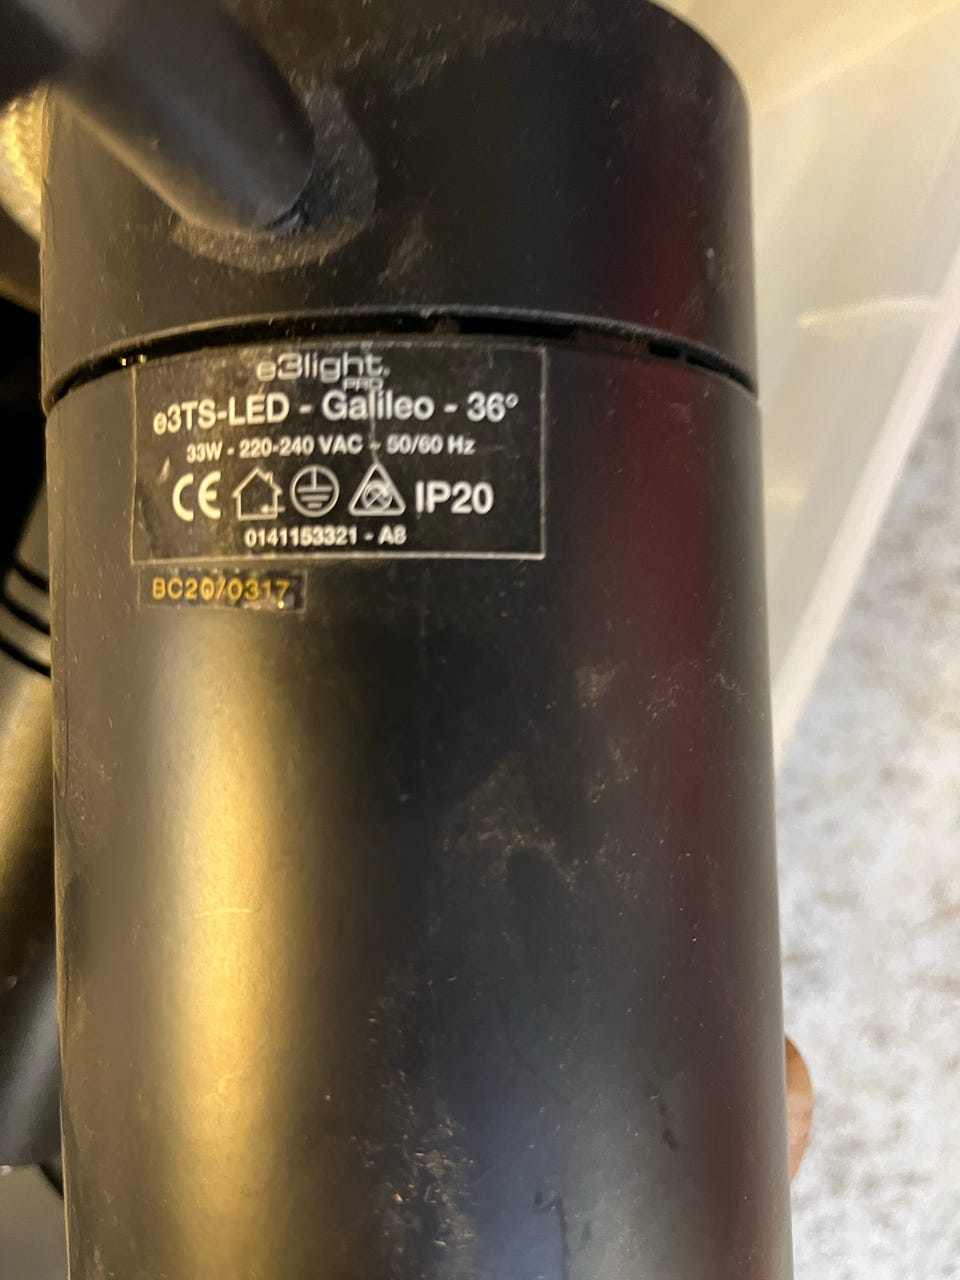 e3light.
PRO
e3TS-LED - Galileo - 36°
33W - 220-240 VAC ~ 50/60 Hz
CE IP20
0141153321 - A8
BC20/0317